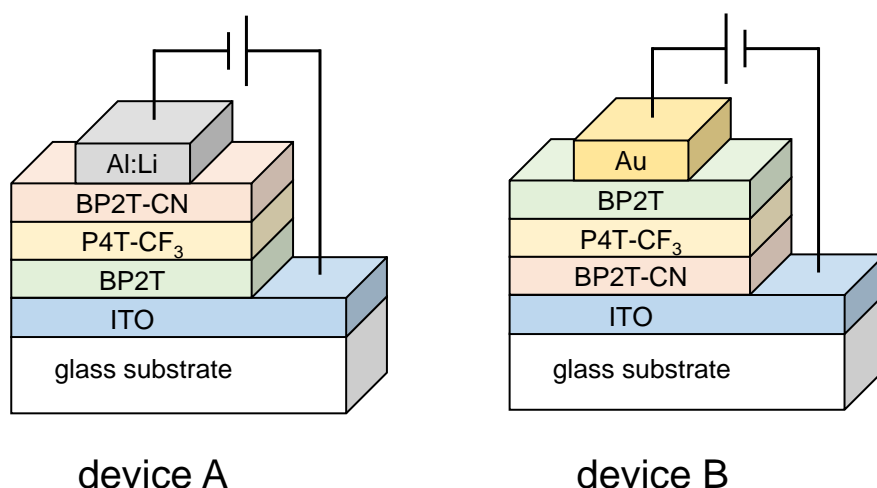 Al:Li
BP2T-CN
P4T-CF₃
BP2T
ITO
glass substrate
device A
Au
BP2T
P4T-CF₃
BP2T-CN
ITO
glass substrate
device B